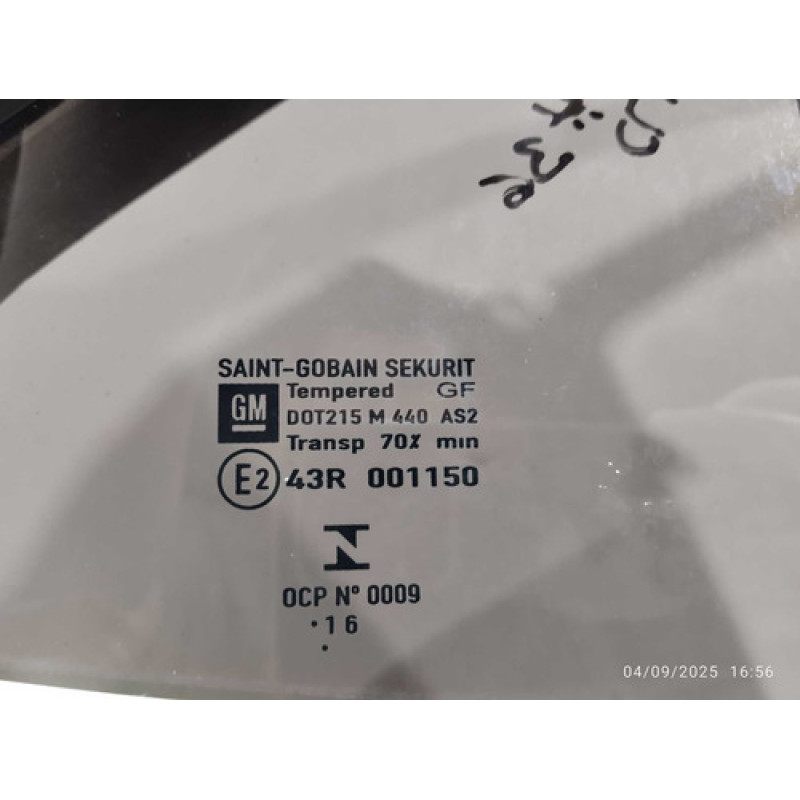 SAINT-GOBAIN SEKURIT
GM Tempered GF
DOT215 M 440 AS2
Transp 70% min
E2 43R 001150
N
OCP Nº 0009
·16
.
04/09/2025 16:56